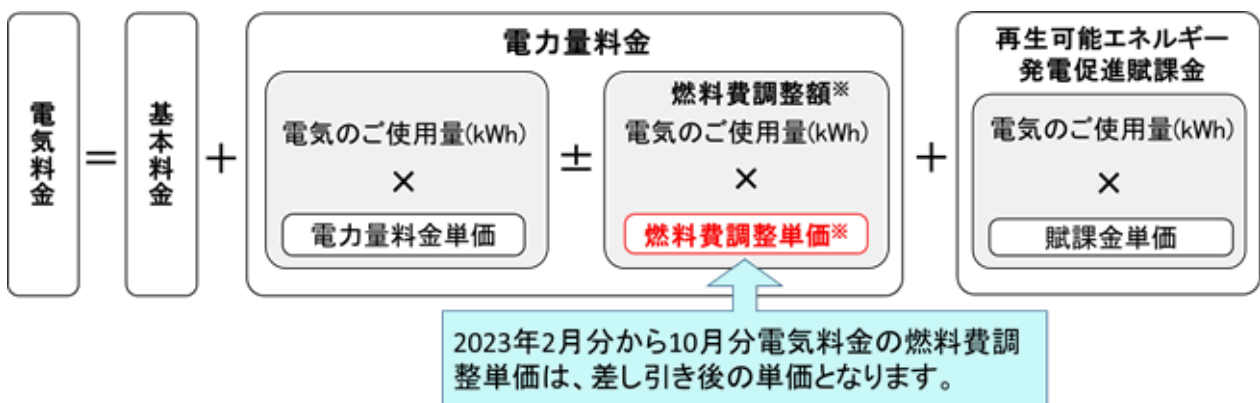 電気料金
＝
基本料金
＋
電力量料金
電気のご使用量(kWh)
×
電力量料金単価
±
燃料費調整額※
電気のご使用量(kWh)
×
燃料費調整単価※
＋
再生可能エネルギー
発電促進賦課金
電気のご使用量(kWh)
×
賦課金単価
2023年2月分から10月分電気料金の燃料費調
整単価は、差し引き後の単価となります。